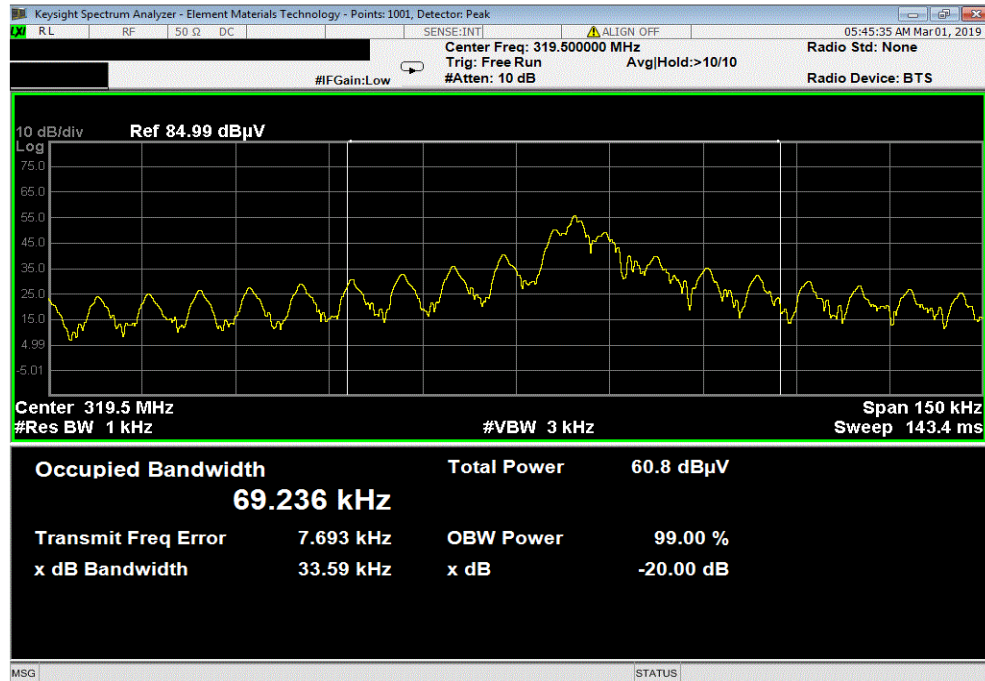 Keysight Spectrum Analyzer - Element Materials Technology - Points: 1001, Detector: Peak
LXI RL RF 50 Ω DC SENSE:INT ALIGN OFF 05:45:35 AM Mar 01, 2019
Center Freq: 319.500000 MHz Radio Std: None
Trig: Free Run Avg|Hold:>10/10
#IFGain:Low #Atten: 10 dB Radio Device: BTS
10 dB/div Ref 84.99 dBµV
Log
75.0
65.0
55.0
45.0
35.0
25.0
15.0
4.99
-5.01
Center 319.5 MHz Span 150 kHz
#Res BW 1 kHz #VBW 3 kHz Sweep 143.4 ms
Occupied Bandwidth Total Power 60.8 dBµV
69.236 kHz
Transmit Freq Error 7.693 kHz OBW Power 99.00 %
x dB Bandwidth 33.59 kHz x dB -20.00 dB
MSG STATUS